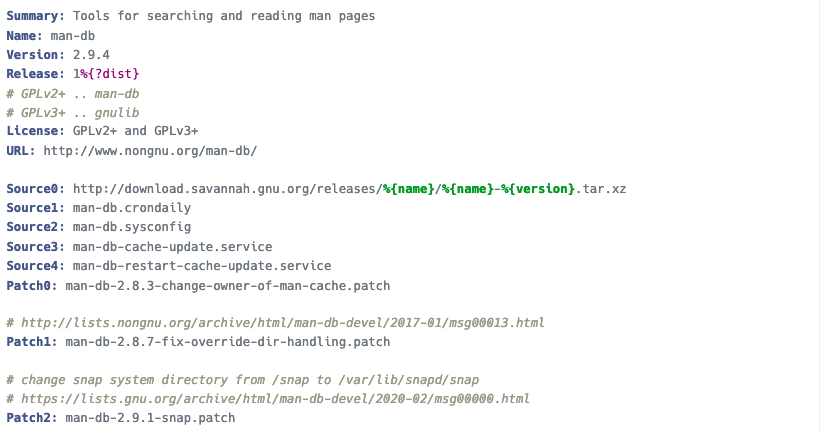 Summary: Tools for searching and reading man pages
Name: man-db
Version: 2.9.4
Release: 1%{?dist}
# GPLv2+ .. man-db
# GPLv3+ .. gnulib
License: GPLv2+ and GPLv3+
URL: http://www.nongnu.org/man-db/
Source0: http://download.savannah.gnu.org/releases/%{name}/%{name}-%{version}.tar.xz
Source1: man-db.crondaily
Source2: man-db.sysconfig
Source3: man-db-cache-update.service
Source4: man-db-restart-cache-update.service
Patch0: man-db-2.8.3-change-owner-of-man-cache.patch
# http://lists.nongnu.org/archive/html/man-db-devel/2017-01/msg00013.html
Patch1: man-db-2.8.7-fix-override-dir-handling.patch
# change snap system directory from /snap to /var/lib/snapd/snap
# https://lists.gnu.org/archive/html/man-db-devel/2020-02/msg00000.html
Patch2: man-db-2.9.1-snap.patch